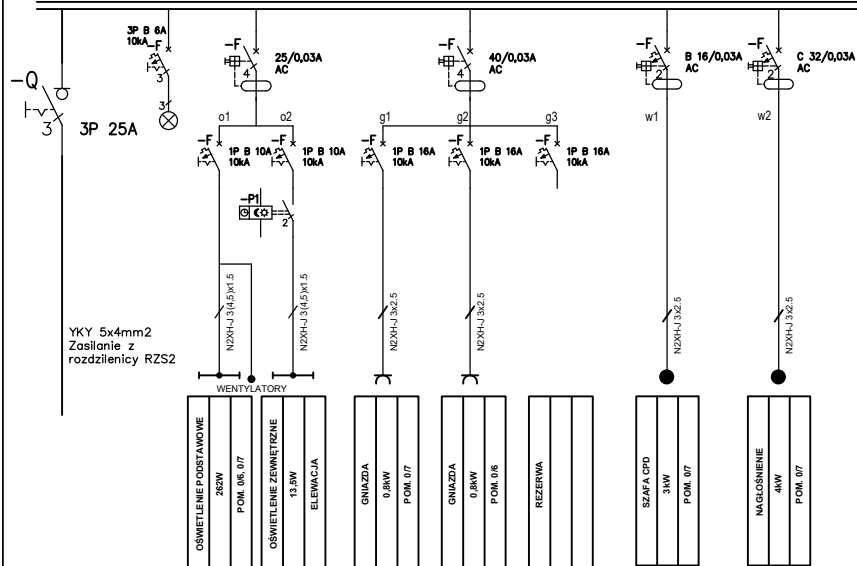 3P B 6A
10kA
-F
3
3
-Q
3
3P 25A
YKY 5x4mm2
Zasilanie z
rozdzilenicy RZS2
-F
4
25/0,03A
AC
o1
o2
-F
1P B 10A
10kA
-F
1P B 10A
10kA
-P1
2
N2XH-J 3(4,5)x1.5
N2XH-J 3(4,5)x1.5
WENTYLATORY
-F
4
40/0,03A
AC
g1
g2
g3
-F
1P B 16A
10kA
-F
1P B 16A
10kA
-F
1P B 16A
10kA
N2XH-J 3x2.5
N2XH-J 3x2.5
-F
2
B 16/0,03A
AC
w1
N2XH-J 3x2.5
-F
2
C 32/0,03A
AC
w2
N2XH-J 3x2.5
OŚWIETLENIE PODSTAWOWE
262W
POM. 0/6, 0/7
OŚWIETLENIE ZEWNĘTRZNE
13,5W
ELEWACJA
GNIAZDA
0,8kW
POM. 0/7
GNIAZDA
0,8kW
POM. 0/6
REZERWA
SZAFA CPD
3kW
POM. 0/7
NAGŁOŚNIENIE
4kW
POM. 0/7